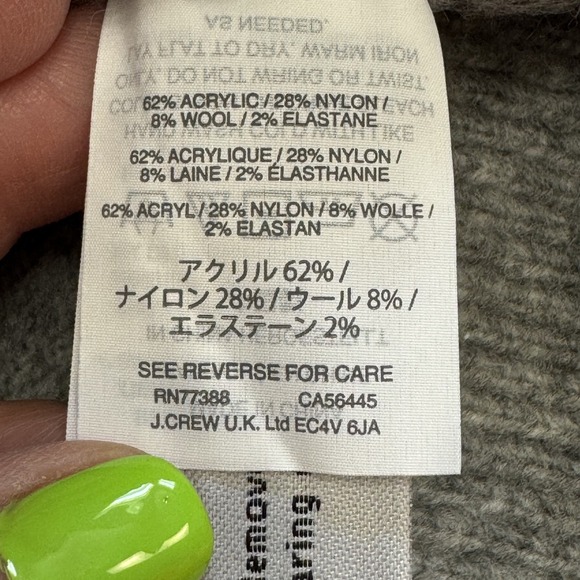 62% ACRYLIC / 28% NYLON /
8% WOOL / 2% ELASTANE
62% ACRYLIQUE / 28% NYLON /
8% LAINE / 2% ÉLASTHANNE
62% ACRYL / 28% NYLON / 8% WOLLE /
2% ELASTAN
アクリル 62% /
ナイロン 28% / ウール 8% /
エラステーン 2%
SEE REVERSE FOR CARE
RN77388 CA56445
J.CREW U.K. Ltd EC4V 6JA